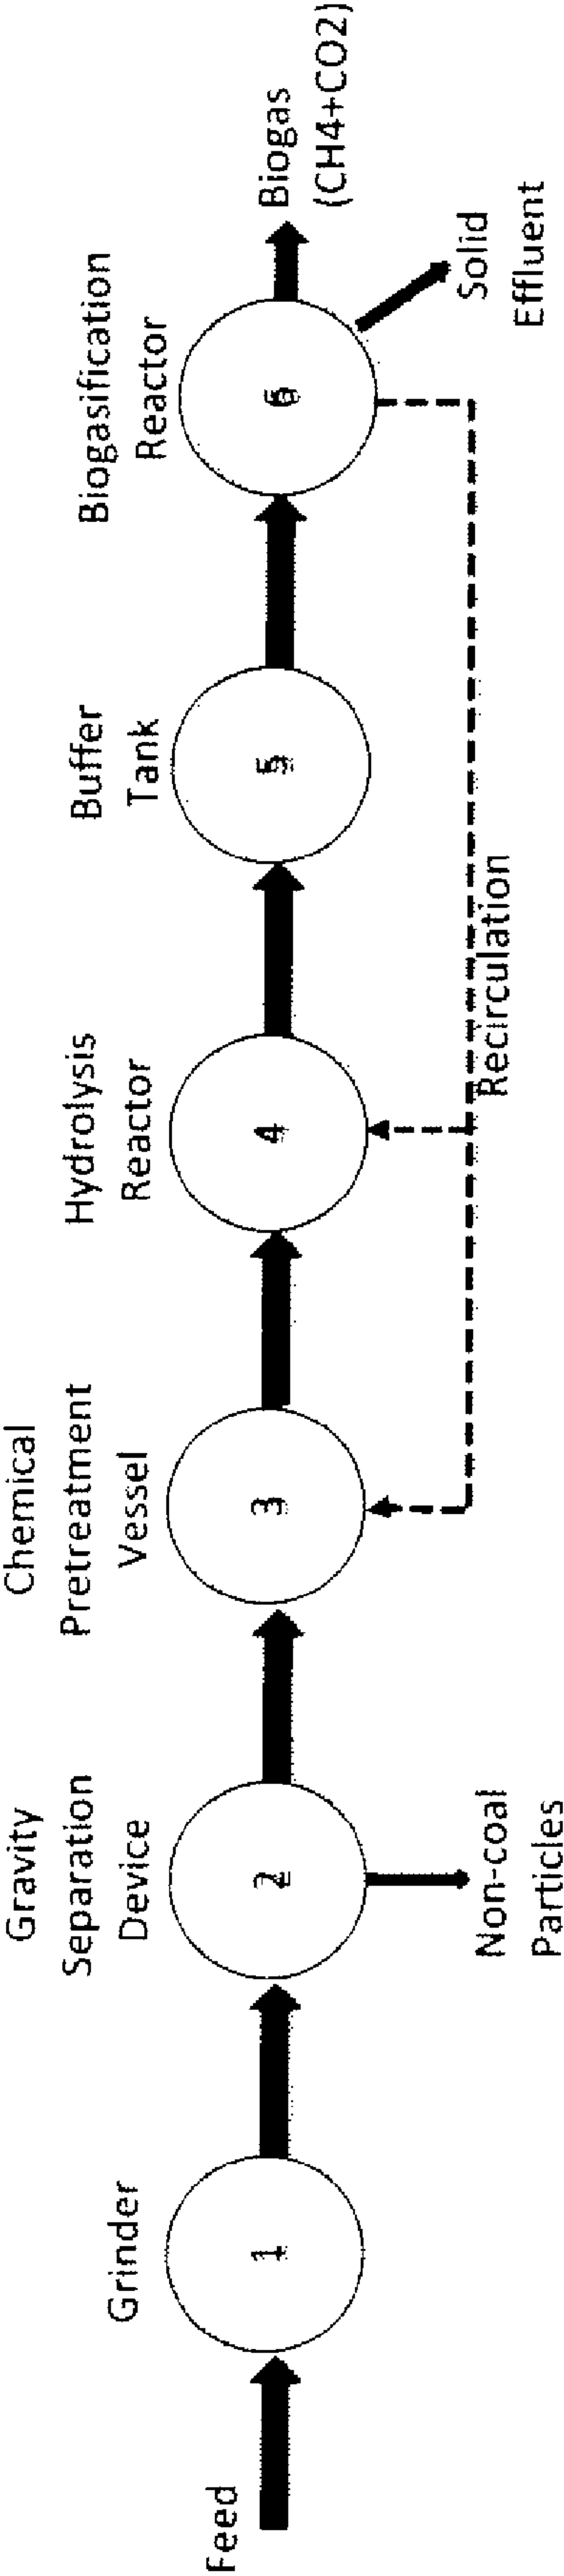 Feed
Grinder
1
Gravity
Separation
Device
2
Non-coal
Particles
Chemical
Pretreatment
Vessel
3
Hydrolysis
Reactor
4
Recirculation
Buffer
Tank
5
Biogasification
Reactor
6
Biogas
(CH4+CO2)
Solid
Effluent